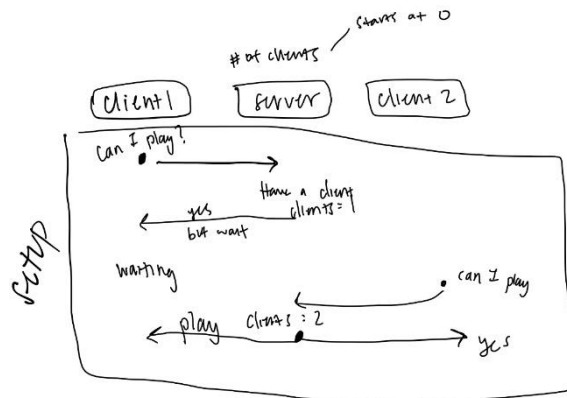 starts at 0
# of clients
client 1
server
client 2
can I play?
Have a client
clients = 1
yes
but wait
setup
waiting
can I play
play
clients = 2
yes